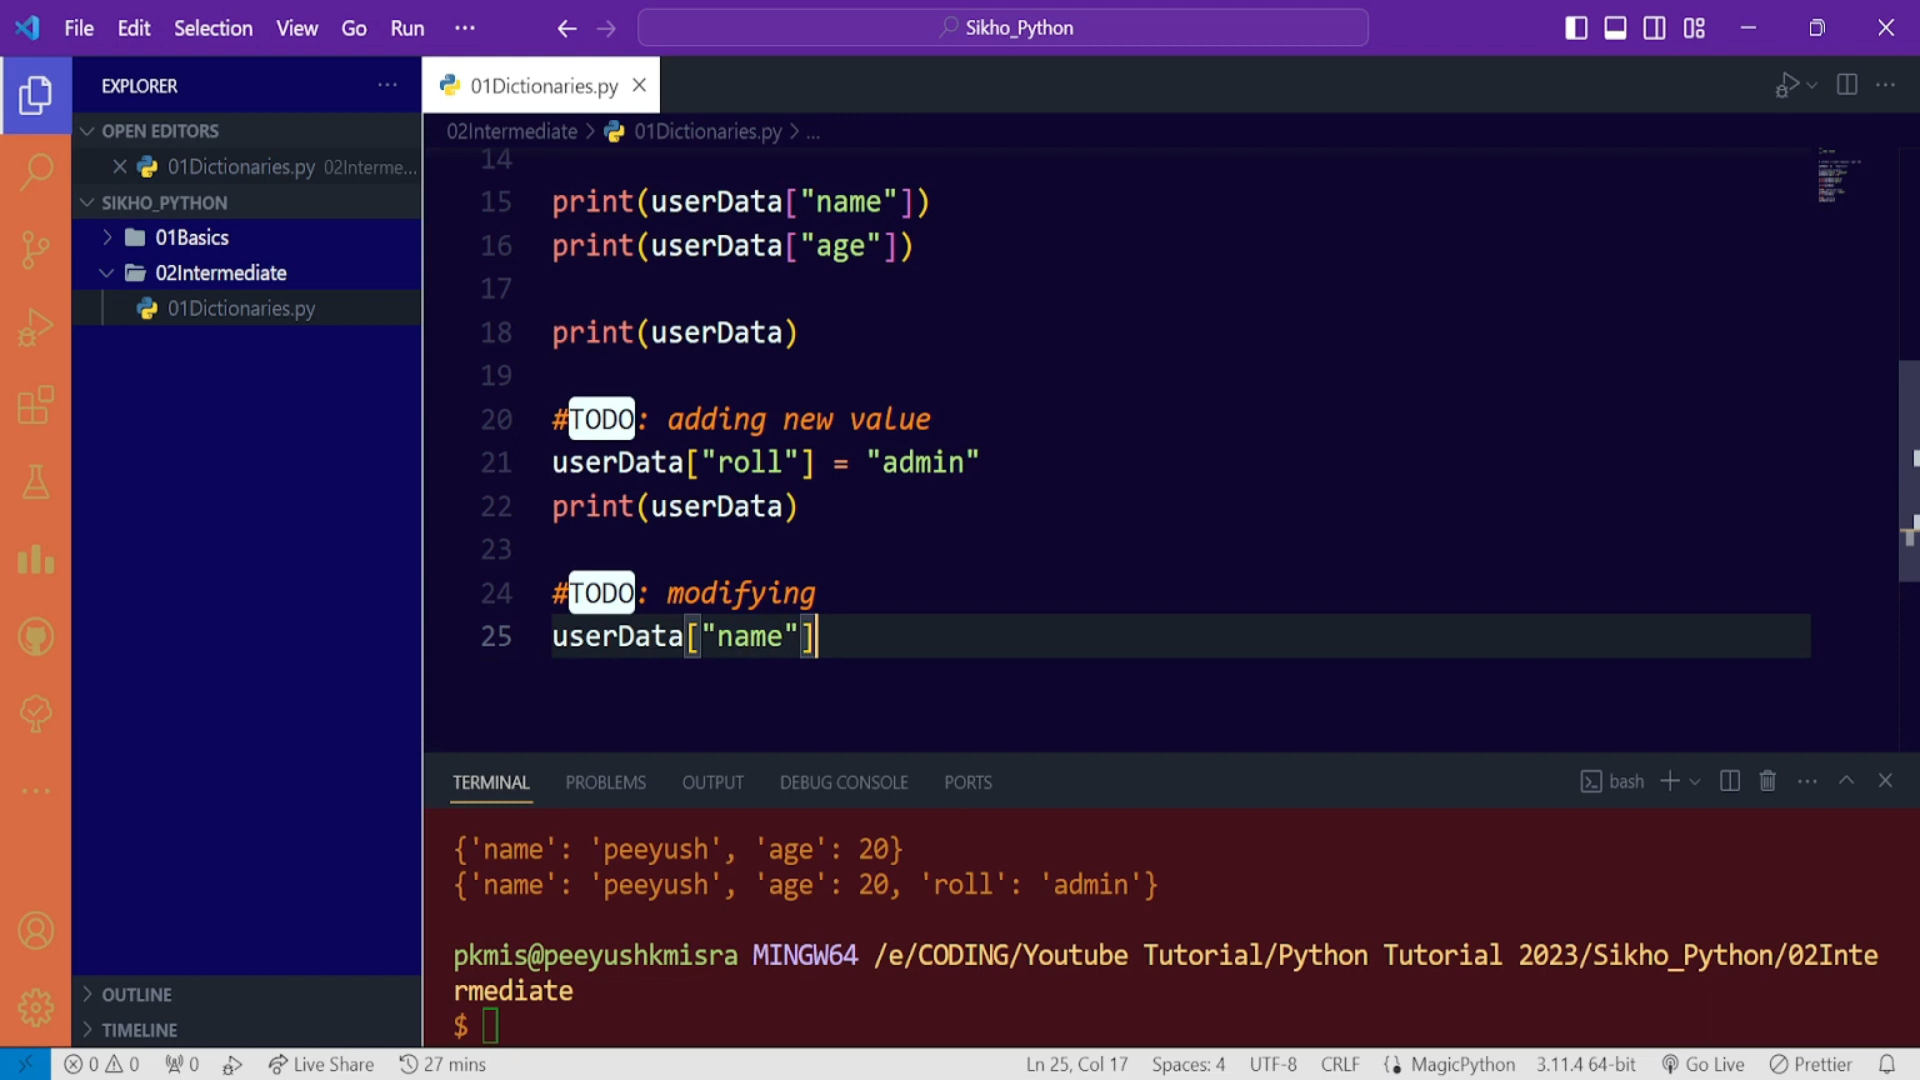 File Edit Selection View Go Run ··· Sikho_Python
EXPLORER ···
01Dictionaries.py
OPEN EDITORS
01Dictionaries.py 02Interme...
SIKHO_PYTHON
01Basics
02Intermediate
01Dictionaries.py
OUTLINE
TIMELINE
02Intermediate > 01Dictionaries.py > ...
14
15 print(userData["name"])
16 print(userData["age"])
17
18 print(userData)
19
20 #TODO: adding new value
21 userData["roll"] = "admin"
22 print(userData)
23
24 #TODO: modifying
25 userData["name"]
TERMINAL PROBLEMS OUTPUT DEBUG CONSOLE PORTS bash
{'name': 'peeyush', 'age': 20}
{'name': 'peeyush', 'age': 20, 'roll': 'admin'}
pkmis@peeyushkmisra MINGW64 /e/CODING/Youtube Tutorial/Python Tutorial 2023/Sikho_Python/02Inte
rmediate
$
0 0 0 Live Share 27 mins Ln 25, Col 17 Spaces: 4 UTF-8 CRLF MagicPython 3.11.4 64-bit Go Live Prettier